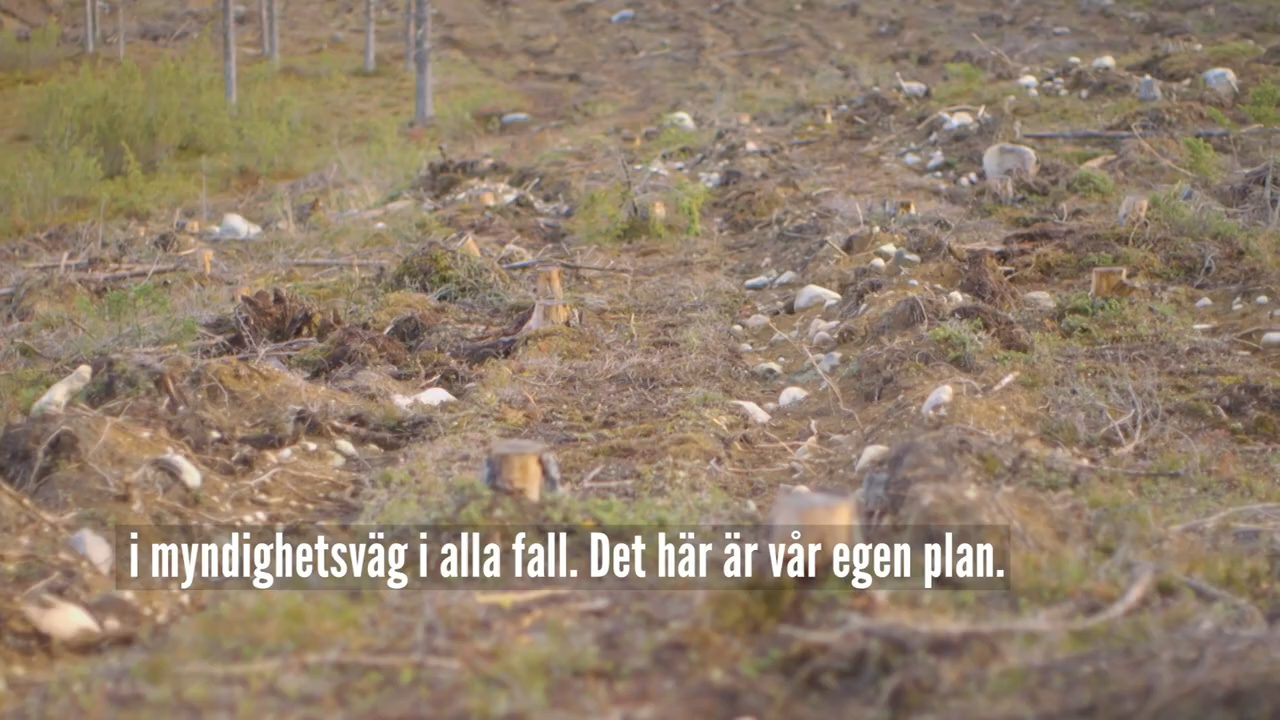 i myndighetsväg i alla fall. Det här är vår egen plan.